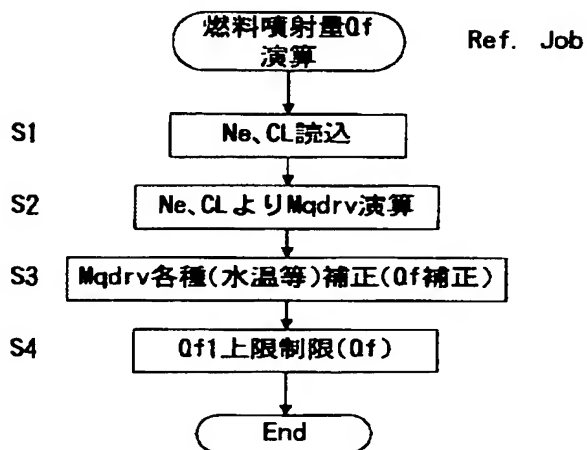 燃料噴射量Qf
演算
Ref. Job
S1
Ne、CL読込
S2
Ne、CLよりMqdrv演算
S3
Mqdrv各種(水温等)補正(Qf補正)
S4
Qf1上限制限(Qf)
End